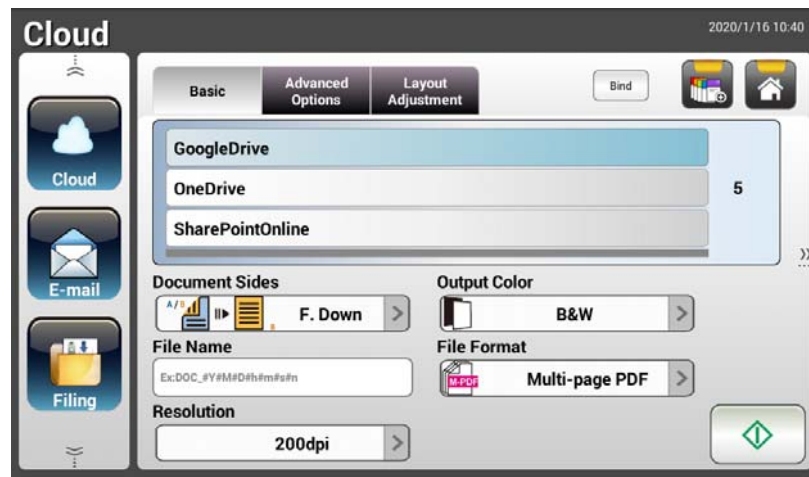 Cloud
2020/1/16 10:40
Basic
Advanced
Options
Layout
Adjustment
Bind
Cloud
E-mail
Filing
GoogleDrive
OneDrive
SharePointOnline
5
Document Sides
A/B
F. Down
Output Color
B&W
File Name
Ex:DOC_#Y#M#D#h#m#s#n
File Format
M-PDF
Multi-page PDF
Resolution
200dpi